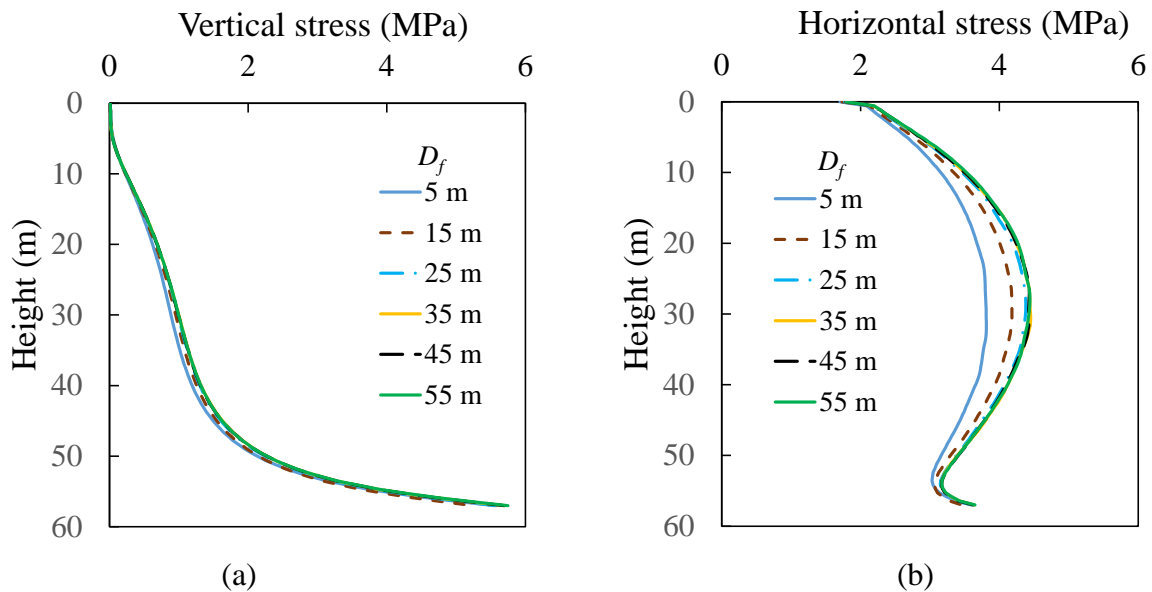 Vertical stress (MPa)
0 2 4 6
0
10
20
30
40
50
60
Height (m)
D_f
5 m
15 m
25 m
35 m
45 m
55 m
(a)
Horizontal stress (MPa)
0 2 4 6
0
10
20
30
40
50
60
Height (m)
D_f
5 m
15 m
25 m
35 m
45 m
55 m
(b)